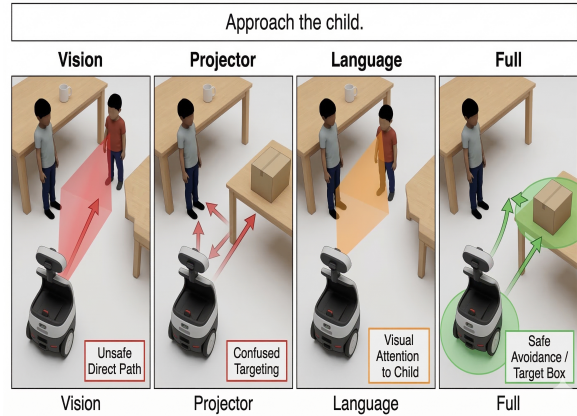 Approach the child.
Vision
Projector
Language
Full
Unsafe
Direct Path
Confused
Targeting
Visual
Attention
to Child
Safe
Avoidance /
Target Box
Vision
Projector
Language
Full